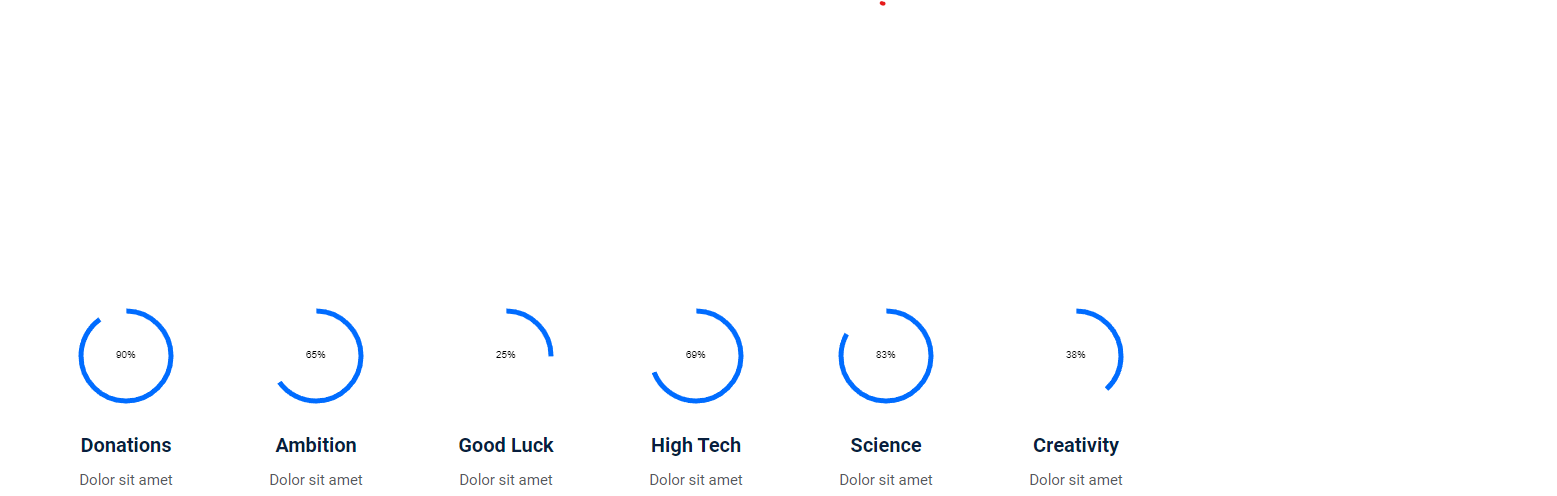 90% 65% 25% 69% 83% 38%
Donations Ambition Good Luck High Tech Science Creativity
Dolor sit amet Dolor sit amet Dolor sit amet Dolor sit amet Dolor sit amet Dolor sit amet